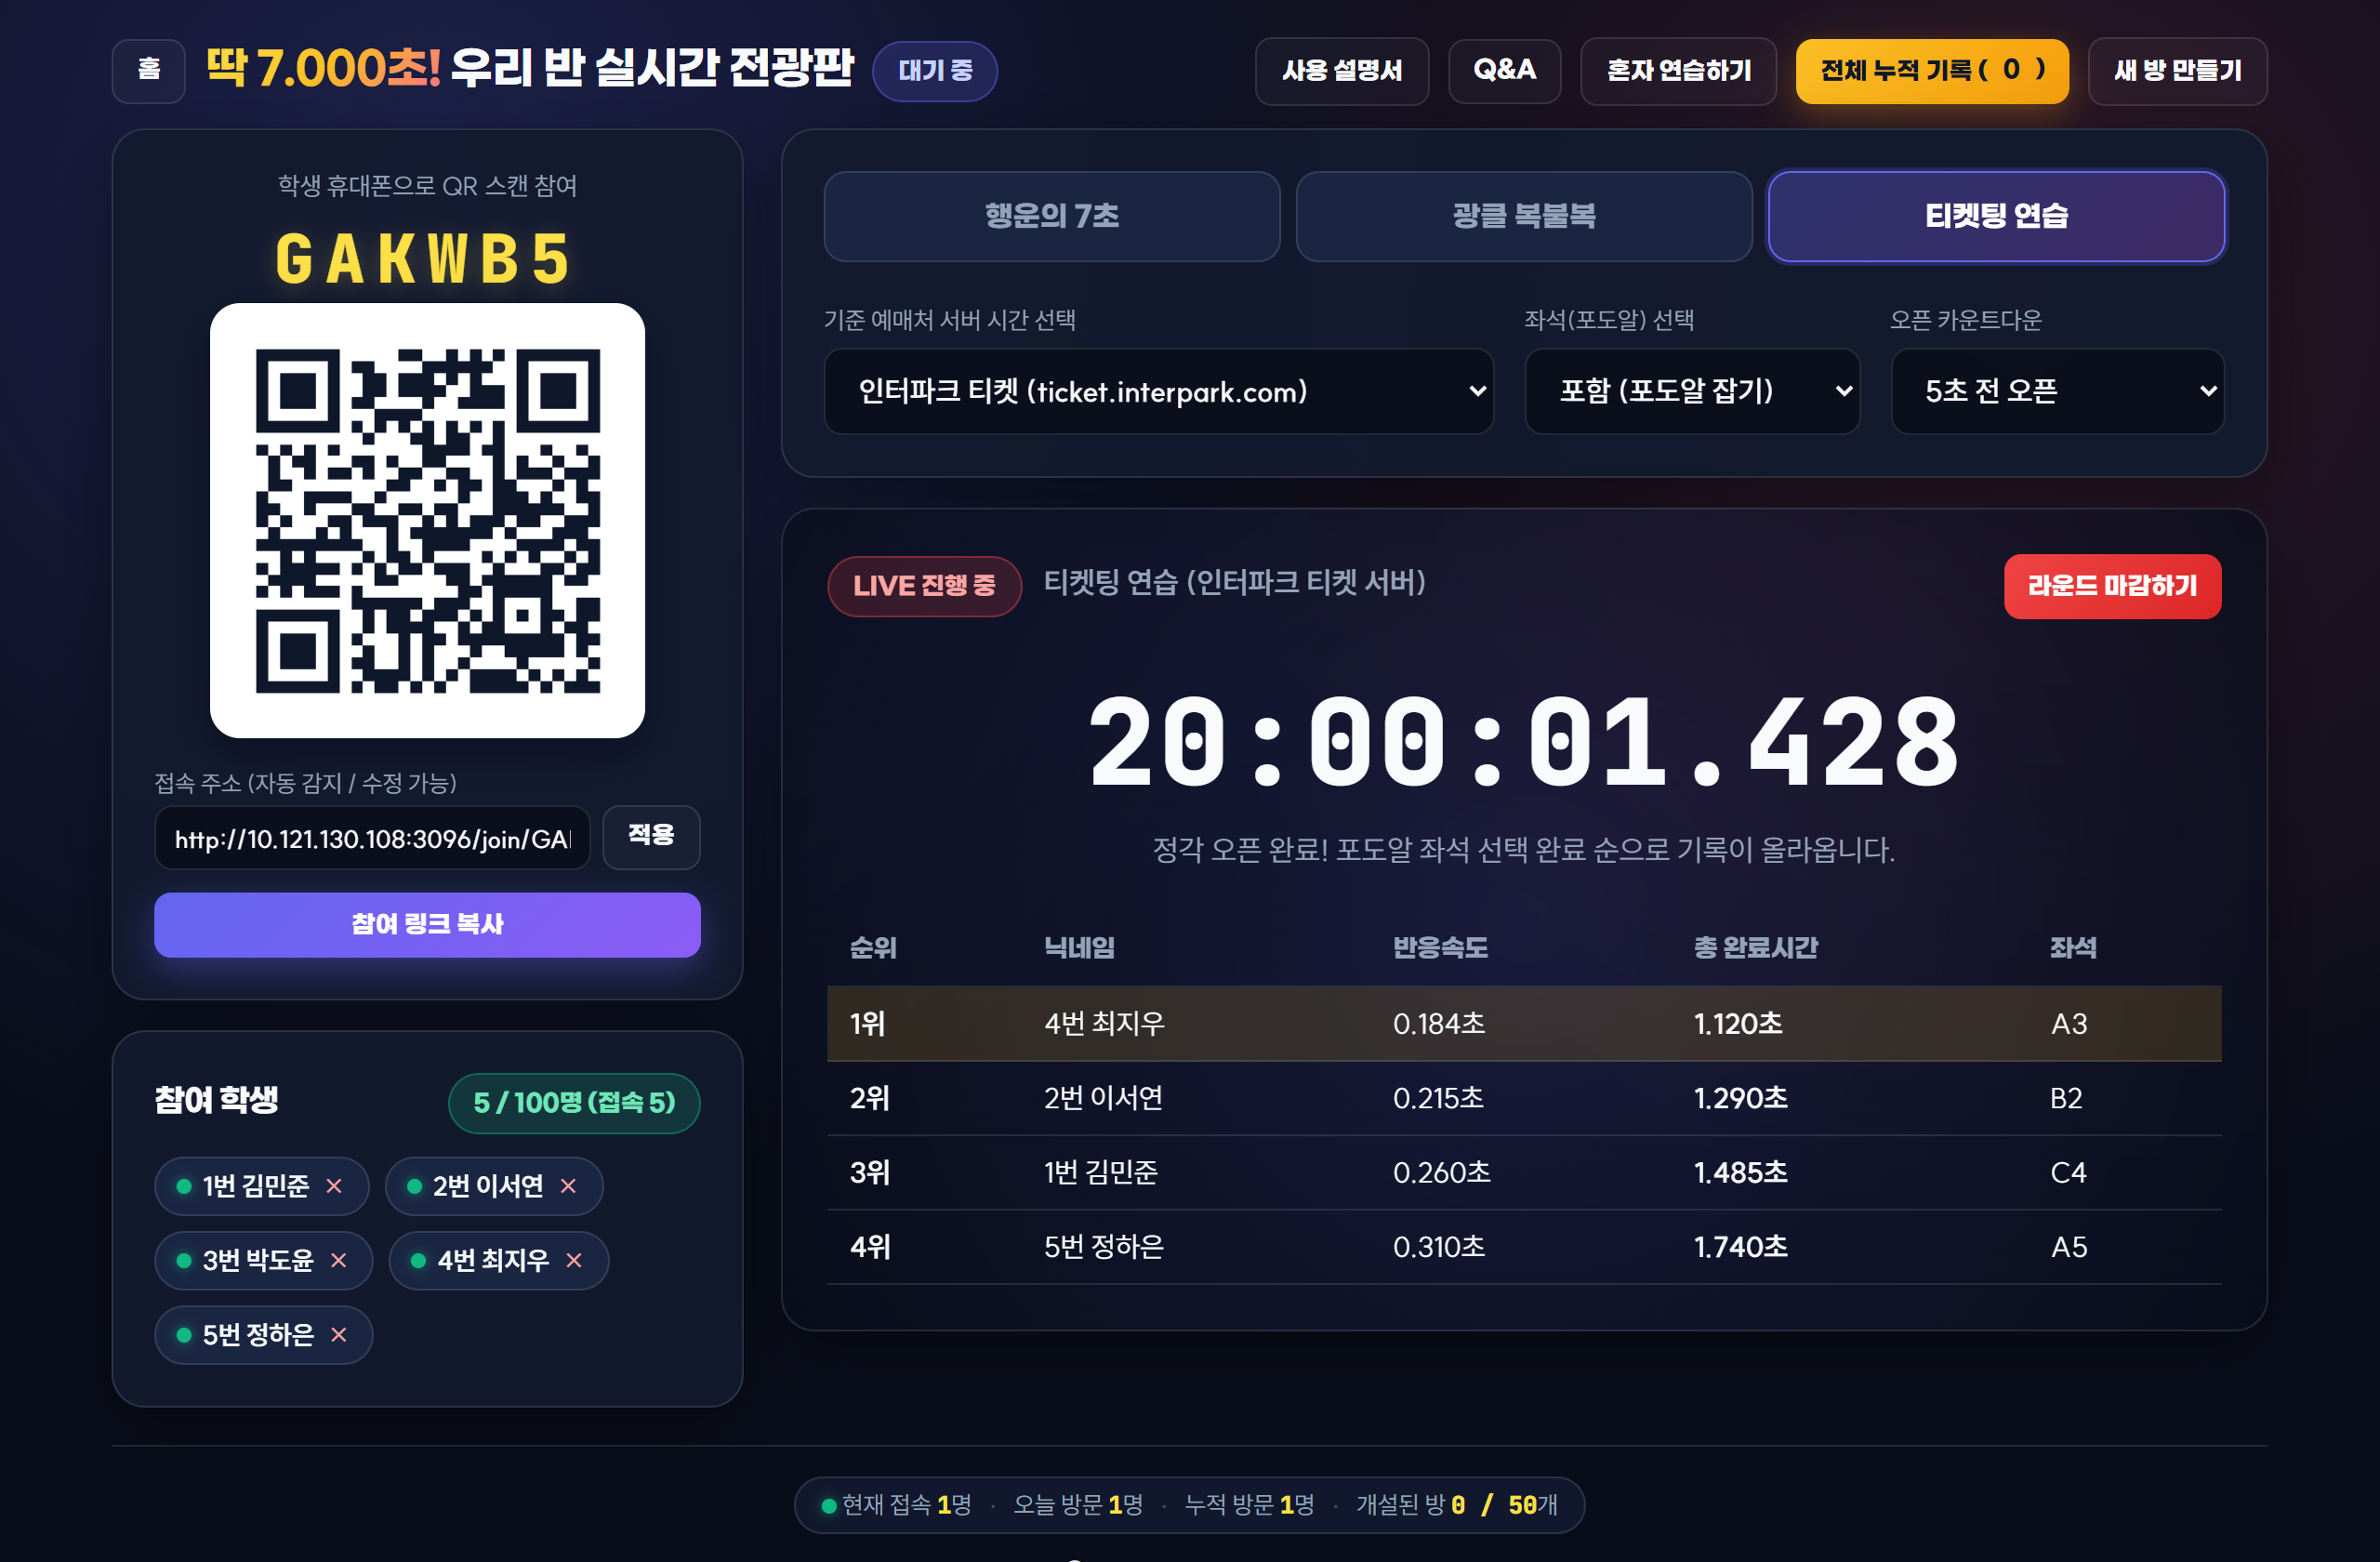 홈
딱 7.000초! 우리 반 실시간 전광판
대기 중
사용 설명서
Q&A
혼자 연습하기
전체 누적 기록 ( 0 )
새 방 만들기
학생 휴대폰으로 QR 스캔 참여
GAKWB5
접속 주소 (자동 감지 / 수정 가능)
http://10.121.130.108:3096/join/GA
적용
참여 링크 복사
참여 학생
5 / 100명 (접속 5)
1번 김민준 ×
2번 이서연 ×
3번 박도윤 ×
4번 최지우 ×
5번 정하은 ×
행운의 7초
광클 복불복
티켓팅 연습
기준 예매처 서버 시간 선택
좌석(포도알) 선택
오픈 카운트다운
인터파크 티켓 (ticket.interpark.com)
포함 (포도알 잡기)
5초 전 오픈
LIVE 진행 중
티켓팅 연습 (인터파크 티켓 서버)
라운드 마감하기
20:00:01.428
정각 오픈 완료! 포도알 좌석 선택 완료 순으로 기록이 올라옵니다.
순위 닉네임 반응속도 총 완료시간 좌석
1위 4번 최지우 0.184초 1.120초 A3
2위 2번 이서연 0.215초 1.290초 B2
3위 1번 김민준 0.260초 1.485초 C4
4위 5번 정하은 0.310초 1.740초 A5
현재 접속 1명 · 오늘 방문 1명 · 누적 방문 1명 · 개설된 방 0 / 50개